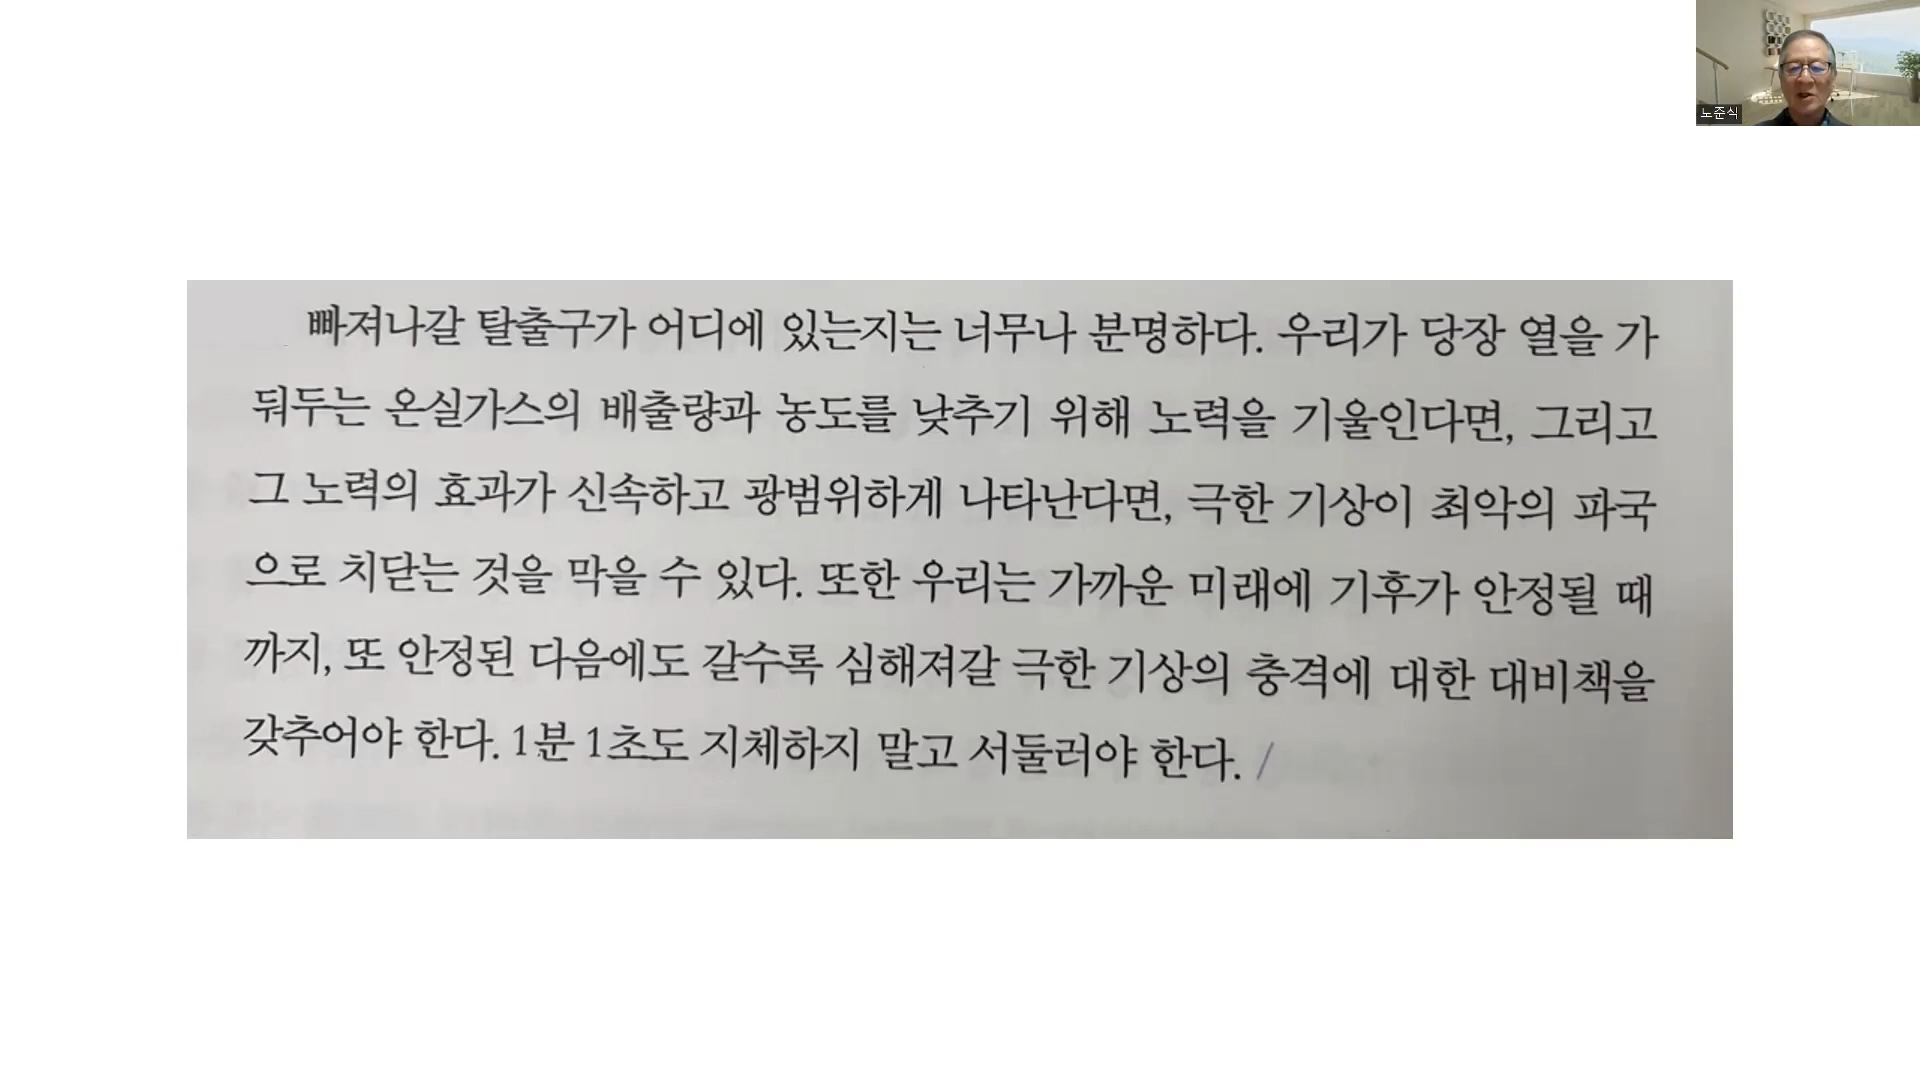 노준식
빠져나갈 탈출구가 어디에 있는지는 너무나 분명하다. 우리가 당장 열을 가
둬두는 온실가스의 배출량과 농도를 낮추기 위해 노력을 기울인다면, 그리고
그 노력의 효과가 신속하고 광범위하게 나타난다면, 극한 기상이 최악의 파국
으로 치닫는 것을 막을 수 있다. 또한 우리는 가까운 미래에 기후가 안정될 때
까지, 또 안정된 다음에도 갈수록 심해져갈 극한 기상의 충격에 대한 대비책을
갖추어야 한다. 1분 1초도 지체하지 말고 서둘러야 한다. /